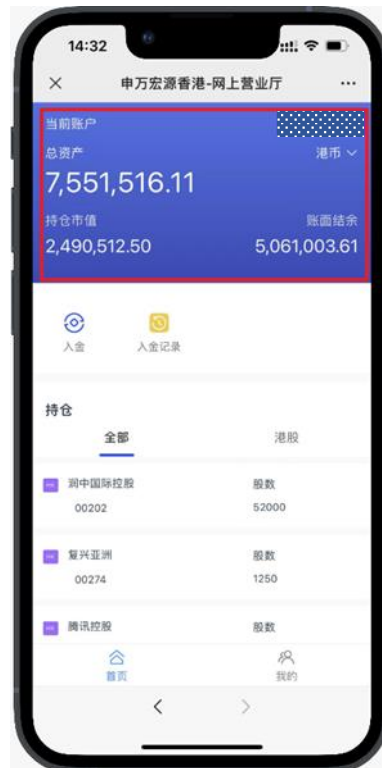 14:32
申万宏源香港-网上营业厅
当前账户
总资产 港币
7,551,516.11
持仓市值 账面结余
2,490,512.50 5,061,003.61
入金 入金记录
持仓
全部 港股
润中国际控股 股数
00202 52000
复兴亚洲 股数
00274 1250
腾讯控股 股数
首页 我的